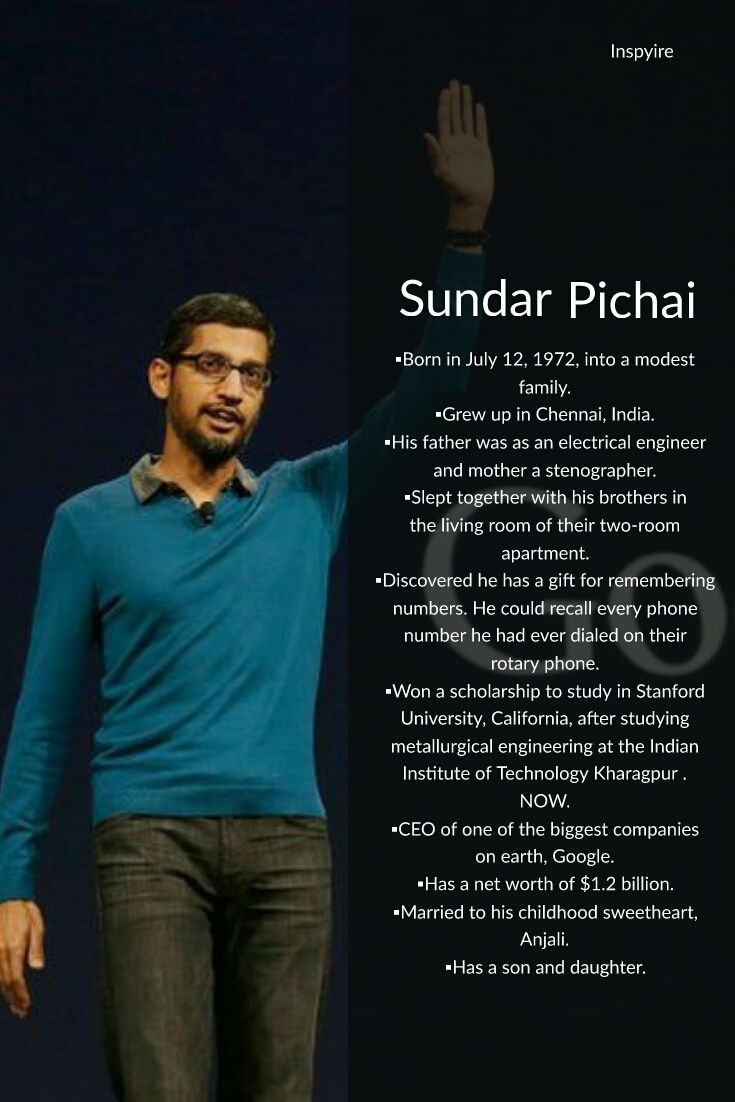 Inspyire
Sundar Pichai
▪Born in July 12, 1972, into a modest
family.
▪Grew up in Chennai, India.
▪His father was as an electrical engineer
and mother a stenographer.
▪Slept together with his brothers in
the living room of their two-room
apartment.
▪Discovered he has a gift for remembering
numbers. He could recall every phone
number he had ever dialed on their
rotary phone.
▪Won a scholarship to study in Stanford
University, California, after studying
metallurgical engineering at the Indian
Institute of Technology Kharagpur .
NOW.
▪CEO of one of the biggest companies
on earth, Google.
▪Has a net worth of $1.2 billion.
▪Married to his childhood sweetheart,
Anjali.
▪Has a son and daughter.
Go